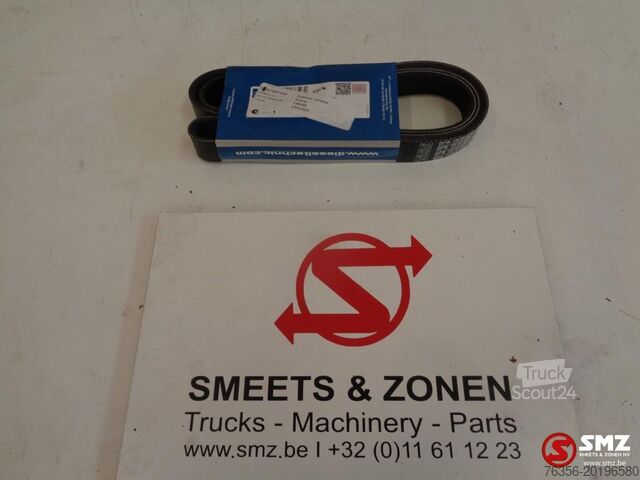 www.dieseltechnic.com
SMEETS & ZONEN
Trucks - Machinery - Parts
www.smz.be I +32 (0)11 61 12 23
Truck
Scout24
SMZ
SMEETS & ZONEN NV
www.smz.be
76356-20196580